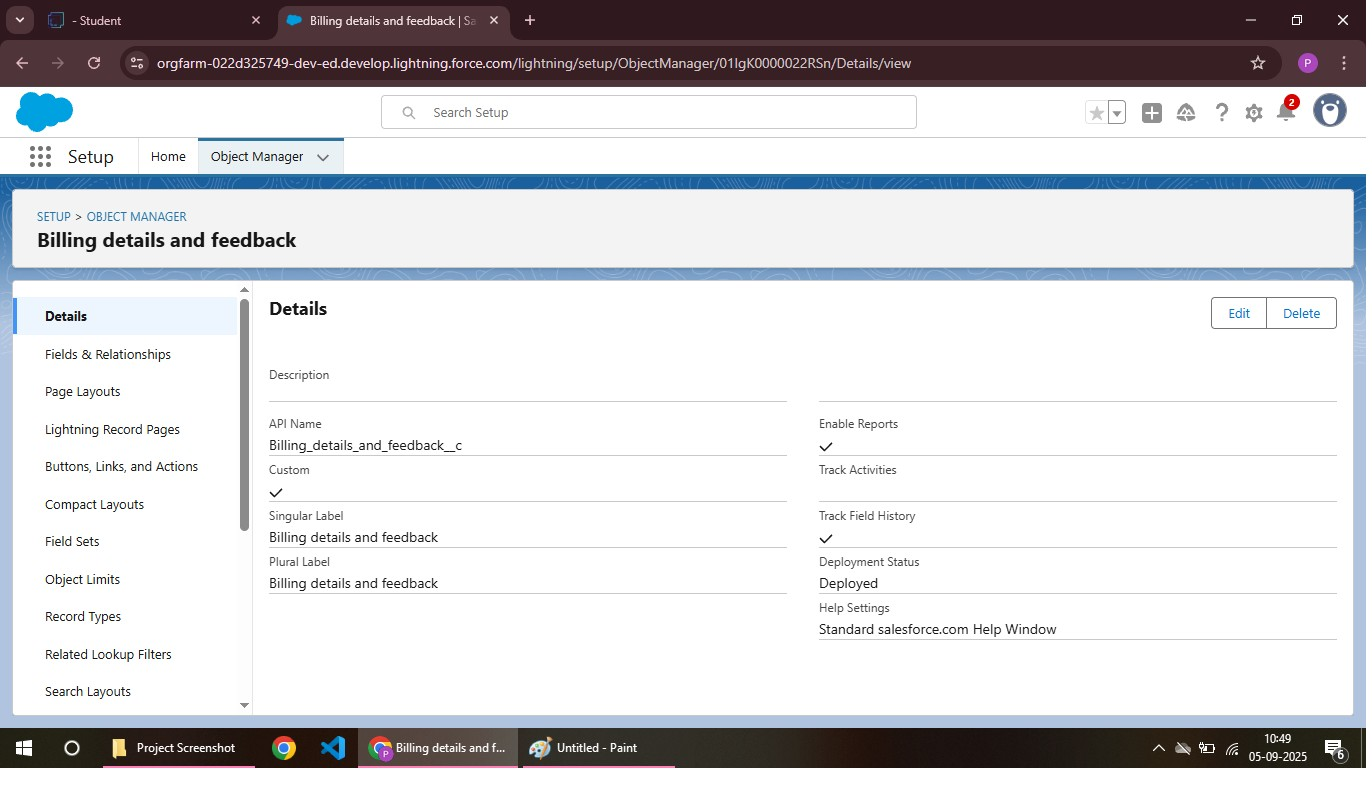 - Student
Billing details and feedback | Sa
orgfarm-022d325749-dev-ed.develop.lightning.force.com/lightning/setup/ObjectManager/01IgK0000022RSn/Details/view
P
Search Setup
2
Setup
Home
Object Manager
SETUP > OBJECT MANAGER
Billing details and feedback
Details
Fields & Relationships
Page Layouts
Lightning Record Pages
Buttons, Links, and Actions
Compact Layouts
Field Sets
Object Limits
Record Types
Related Lookup Filters
Search Layouts
Details
Edit
Delete
Description
API Name
Billing_details_and_feedback__c
Custom
Singular Label
Billing details and feedback
Plural Label
Billing details and feedback
Enable Reports
Track Activities
Track Field History
Deployment Status
Deployed
Help Settings
Standard salesforce.com Help Window
Project Screenshot
P
Billing details and f...
Untitled - Paint
10:49
05-09-2025
6